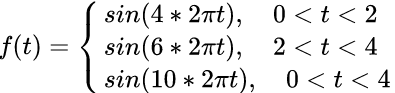 f(t) = { sin(4 * 2πt), 0 < t < 2
sin(6 * 2πt), 2 < t < 4
sin(10 * 2πt), 0 < t < 4